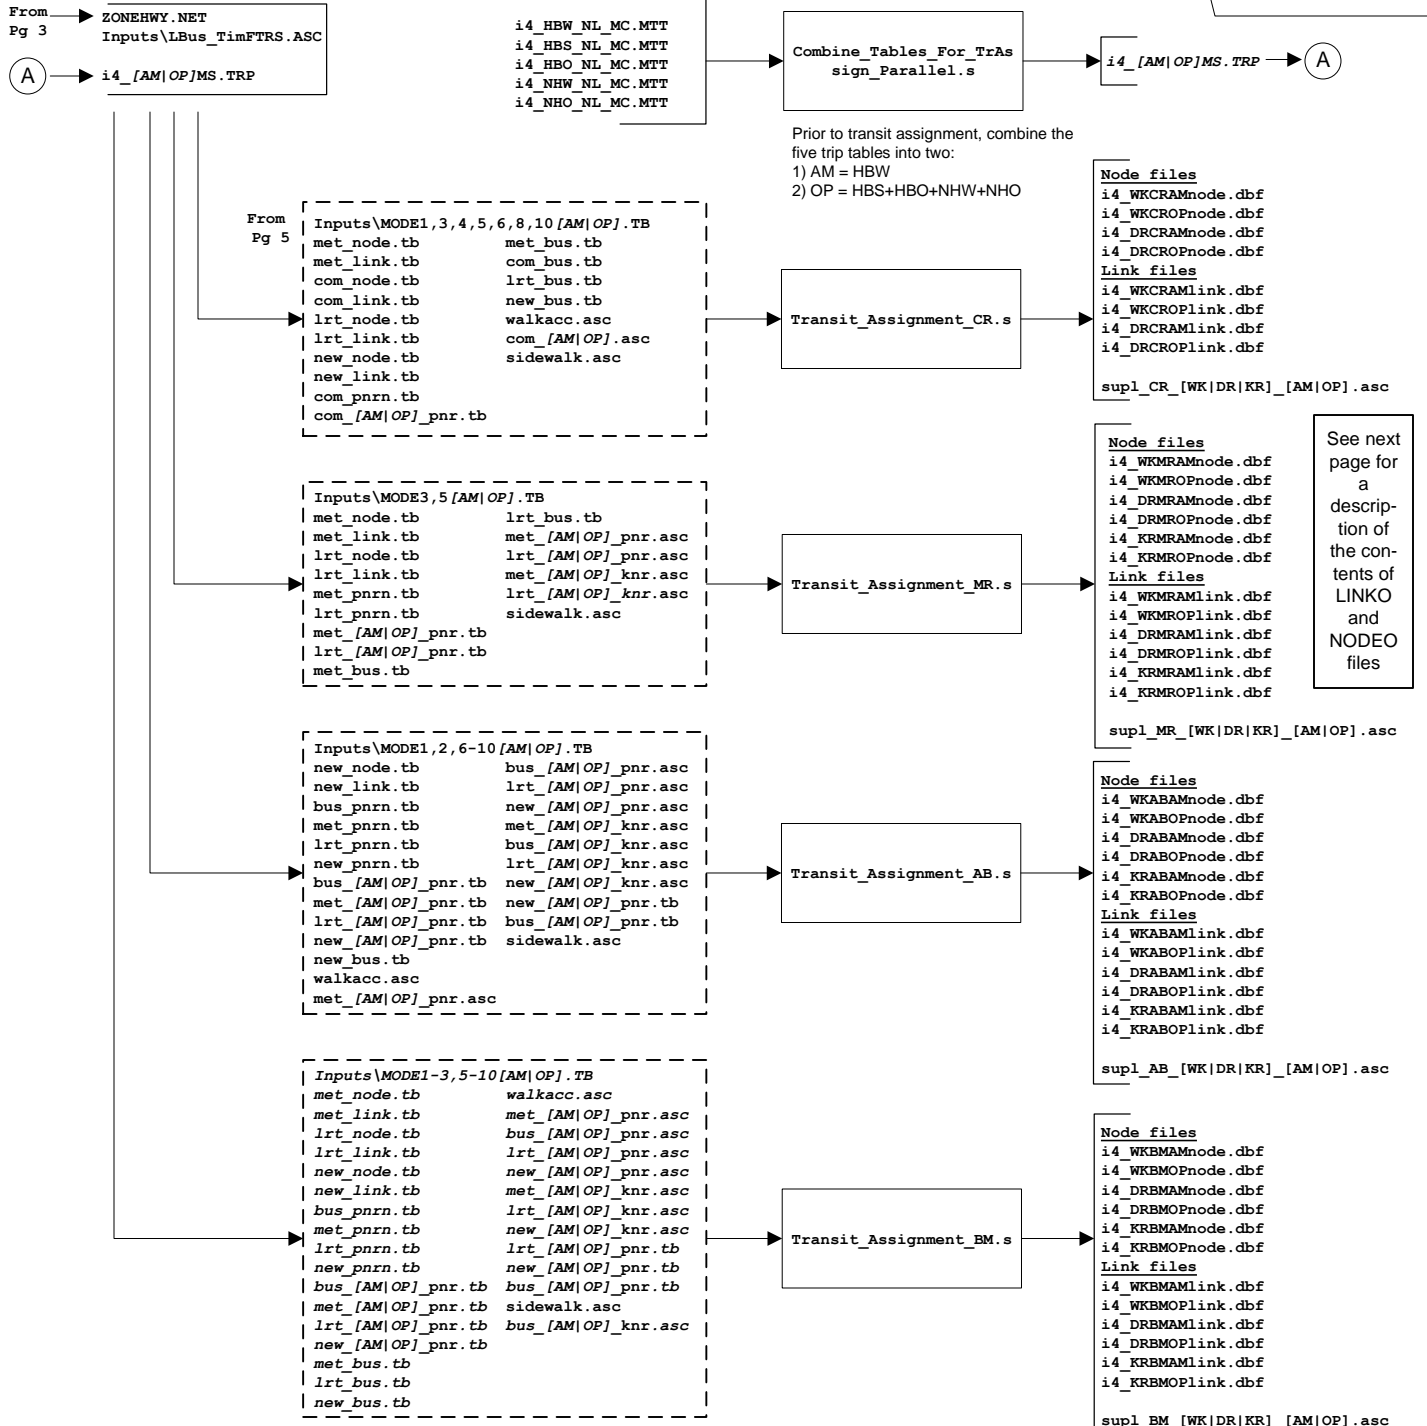 From
Pg 3
ZONEHWY.NET
Inputs\LBus_TimFTRS.ASC
A
i4_[AM|OP]MS.TRP
i4_HBW_NL_MC.MTT
i4_HBS_NL_MC.MTT
i4_HBO_NL_MC.MTT
i4_NHW_NL_MC.MTT
i4_NHO_NL_MC.MTT
Combine_Tables_For_TrAs
sign_Parallel.s
i4_[AM|OP]MS.TRP
A
Prior to transit assignment, combine the
five trip tables into two:
1) AM = HBW
2) OP = HBS+HBO+NHW+NHO
From
Pg 5
Inputs\MODE1,3,4,5,6,8,10[AM|OP].TB
met_node.tb
met_link.tb
com_node.tb
com_link.tb
lrt_node.tb
lrt_link.tb
new_node.tb
new_link.tb
com_pnrn.tb
com_[AM|OP]_pnr.tb
met_bus.tb
com_bus.tb
lrt_bus.tb
new_bus.tb
walkacc.asc
com_[AM|OP].asc
sidewalk.asc
Transit_Assignment_CR.s
Node files
i4_WKCRAMnode.dbf
i4_WKCROPnode.dbf
i4_DRCRAMnode.dbf
i4_DRCROPnode.dbf
Link files
i4_WKCRAMlink.dbf
i4_WKCROPlink.dbf
i4_DRCRAMlink.dbf
i4_DRCROPlink.dbf
supl_CR_[WK|DR|KR]_[AM|OP].asc
Inputs\MODE3,5[AM|OP].TB
met_node.tb
met_link.tb
lrt_node.tb
lrt_link.tb
met_pnrn.tb
lrt_pnrn.tb
met_[AM|OP]_pnr.tb
lrt_[AM|OP]_pnr.tb
met_bus.tb
lrt_bus.tb
met_[AM|OP]_pnr.asc
lrt_[AM|OP]_pnr.asc
met_[AM|OP]_knr.asc
lrt_[AM|OP]_knr.asc
sidewalk.asc
Transit_Assignment_MR.s
Node files
i4_WKMRAMnode.dbf
i4_WKMROPnode.dbf
i4_DRMRAMnode.dbf
i4_DRMROPnode.dbf
i4_KRMRAMnode.dbf
i4_KRMROPnode.dbf
Link files
i4_WKMRAMlink.dbf
i4_WKMROPlink.dbf
i4_DRMRAMlink.dbf
i4_DRMROPlink.dbf
i4_KRMRAMlink.dbf
i4_KRMROPlink.dbf
supl_MR_[WK|DR|KR]_[AM|OP].asc
See next
page for
a
descrip-
tion of
the con-
tents of
LINKO
and
NODEO
files
Inputs\MODE1,2,6-10[AM|OP].TB
new_node.tb
new_link.tb
bus_pnrn.tb
met_pnrn.tb
lrt_pnrn.tb
new_pnrn.tb
bus_[AM|OP]_pnr.tb
met_[AM|OP]_pnr.tb
lrt_[AM|OP]_pnr.tb
new_[AM|OP]_pnr.tb
new_bus.tb
walkacc.asc
met_[AM|OP]_pnr.asc
bus_[AM|OP]_pnr.asc
lrt_[AM|OP]_pnr.asc
new_[AM|OP]_pnr.asc
met_[AM|OP]_knr.asc
bus_[AM|OP]_knr.asc
lrt_[AM|OP]_knr.asc
new_[AM|OP]_knr.asc
new_[AM|OP]_pnr.tb
bus_[AM|OP]_pnr.tb
sidewalk.asc
Transit_Assignment_AB.s
Node files
i4_WKABAMnode.dbf
i4_WKABOPnode.dbf
i4_DRABAMnode.dbf
i4_DRABOPnode.dbf
i4_KRABAMnode.dbf
i4_KRABOPnode.dbf
Link files
i4_WKABAMlink.dbf
i4_WKABOPlink.dbf
i4_DRABAMlink.dbf
i4_DRABOPlink.dbf
i4_KRABAMlink.dbf
i4_KRABOPlink.dbf
supl_AB_[WK|DR|KR]_[AM|OP].asc
Inputs\MODE1-3,5-10[AM|OP].TB
met_node.tb
met_link.tb
lrt_node.tb
lrt_link.tb
new_node.tb
new_link.tb
bus_pnrn.tb
met_pnrn.tb
lrt_pnrn.tb
new_pnrn.tb
bus_[AM|OP]_pnr.tb
met_[AM|OP]_pnr.tb
lrt_[AM|OP]_pnr.tb
new_[AM|OP]_pnr.tb
met_bus.tb
lrt_bus.tb
new_bus.tb
walkacc.asc
met_[AM|OP]_pnr.asc
bus_[AM|OP]_pnr.asc
lrt_[AM|OP]_pnr.asc
new_[AM|OP]_pnr.asc
met_[AM|OP]_knr.asc
lrt_[AM|OP]_knr.asc
new_[AM|OP]_knr.asc
lrt_[AM|OP]_pnr.tb
new_[AM|OP]_pnr.tb
bus_[AM|OP]_pnr.tb
sidewalk.asc
bus_[AM|OP]_knr.asc
Transit_Assignment_BM.s
Node files
i4_WKBMAMnode.dbf
i4_WKBMOPnode.dbf
i4_DRBMAMnode.dbf
i4_DRBMOPnode.dbf
i4_KRBMAMnode.dbf
i4_KRBMOPnode.dbf
Link files
i4_WKBMAMlink.dbf
i4_WKBMOPlink.dbf
i4_DRBMAMlink.dbf
i4_DRBMOPlink.dbf
i4_KRBMAMlink.dbf
i4_KRBMOPlink.dbf
supl_BM_[WK|DR|KR]_[AM|OP].asc